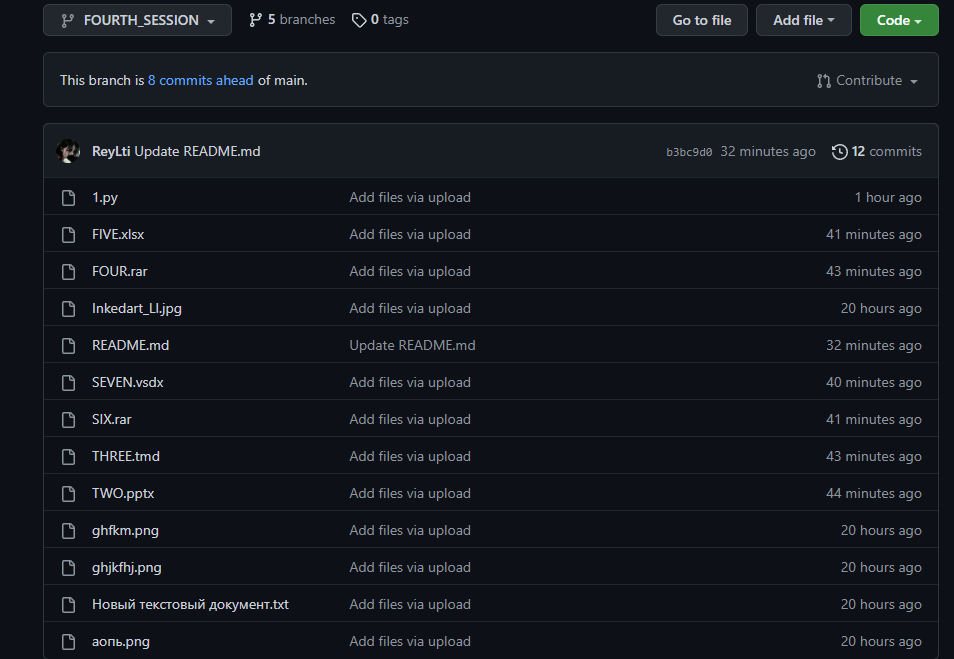 FOURTH_SESSION 5 branches 0 tags Go to file Add file Code
This branch is 8 commits ahead of main. Contribute
ReyLti Update README.md b3bc9d0 32 minutes ago 12 commits
1.py Add files via upload 1 hour ago
FIVE.xlsx Add files via upload 41 minutes ago
FOUR.rar Add files via upload 43 minutes ago
Inkedart_LI.jpg Add files via upload 20 hours ago
README.md Update README.md 32 minutes ago
SEVEN.vsdx Add files via upload 40 minutes ago
SIX.rar Add files via upload 41 minutes ago
THREE.tmd Add files via upload 43 minutes ago
TWO.pptx Add files via upload 44 minutes ago
ghfkm.png Add files via upload 20 hours ago
ghjkfhj.png Add files via upload 20 hours ago
Новый текстовый документ.txt Add files via upload 20 hours ago
аопь.png Add files via upload 20 hours ago